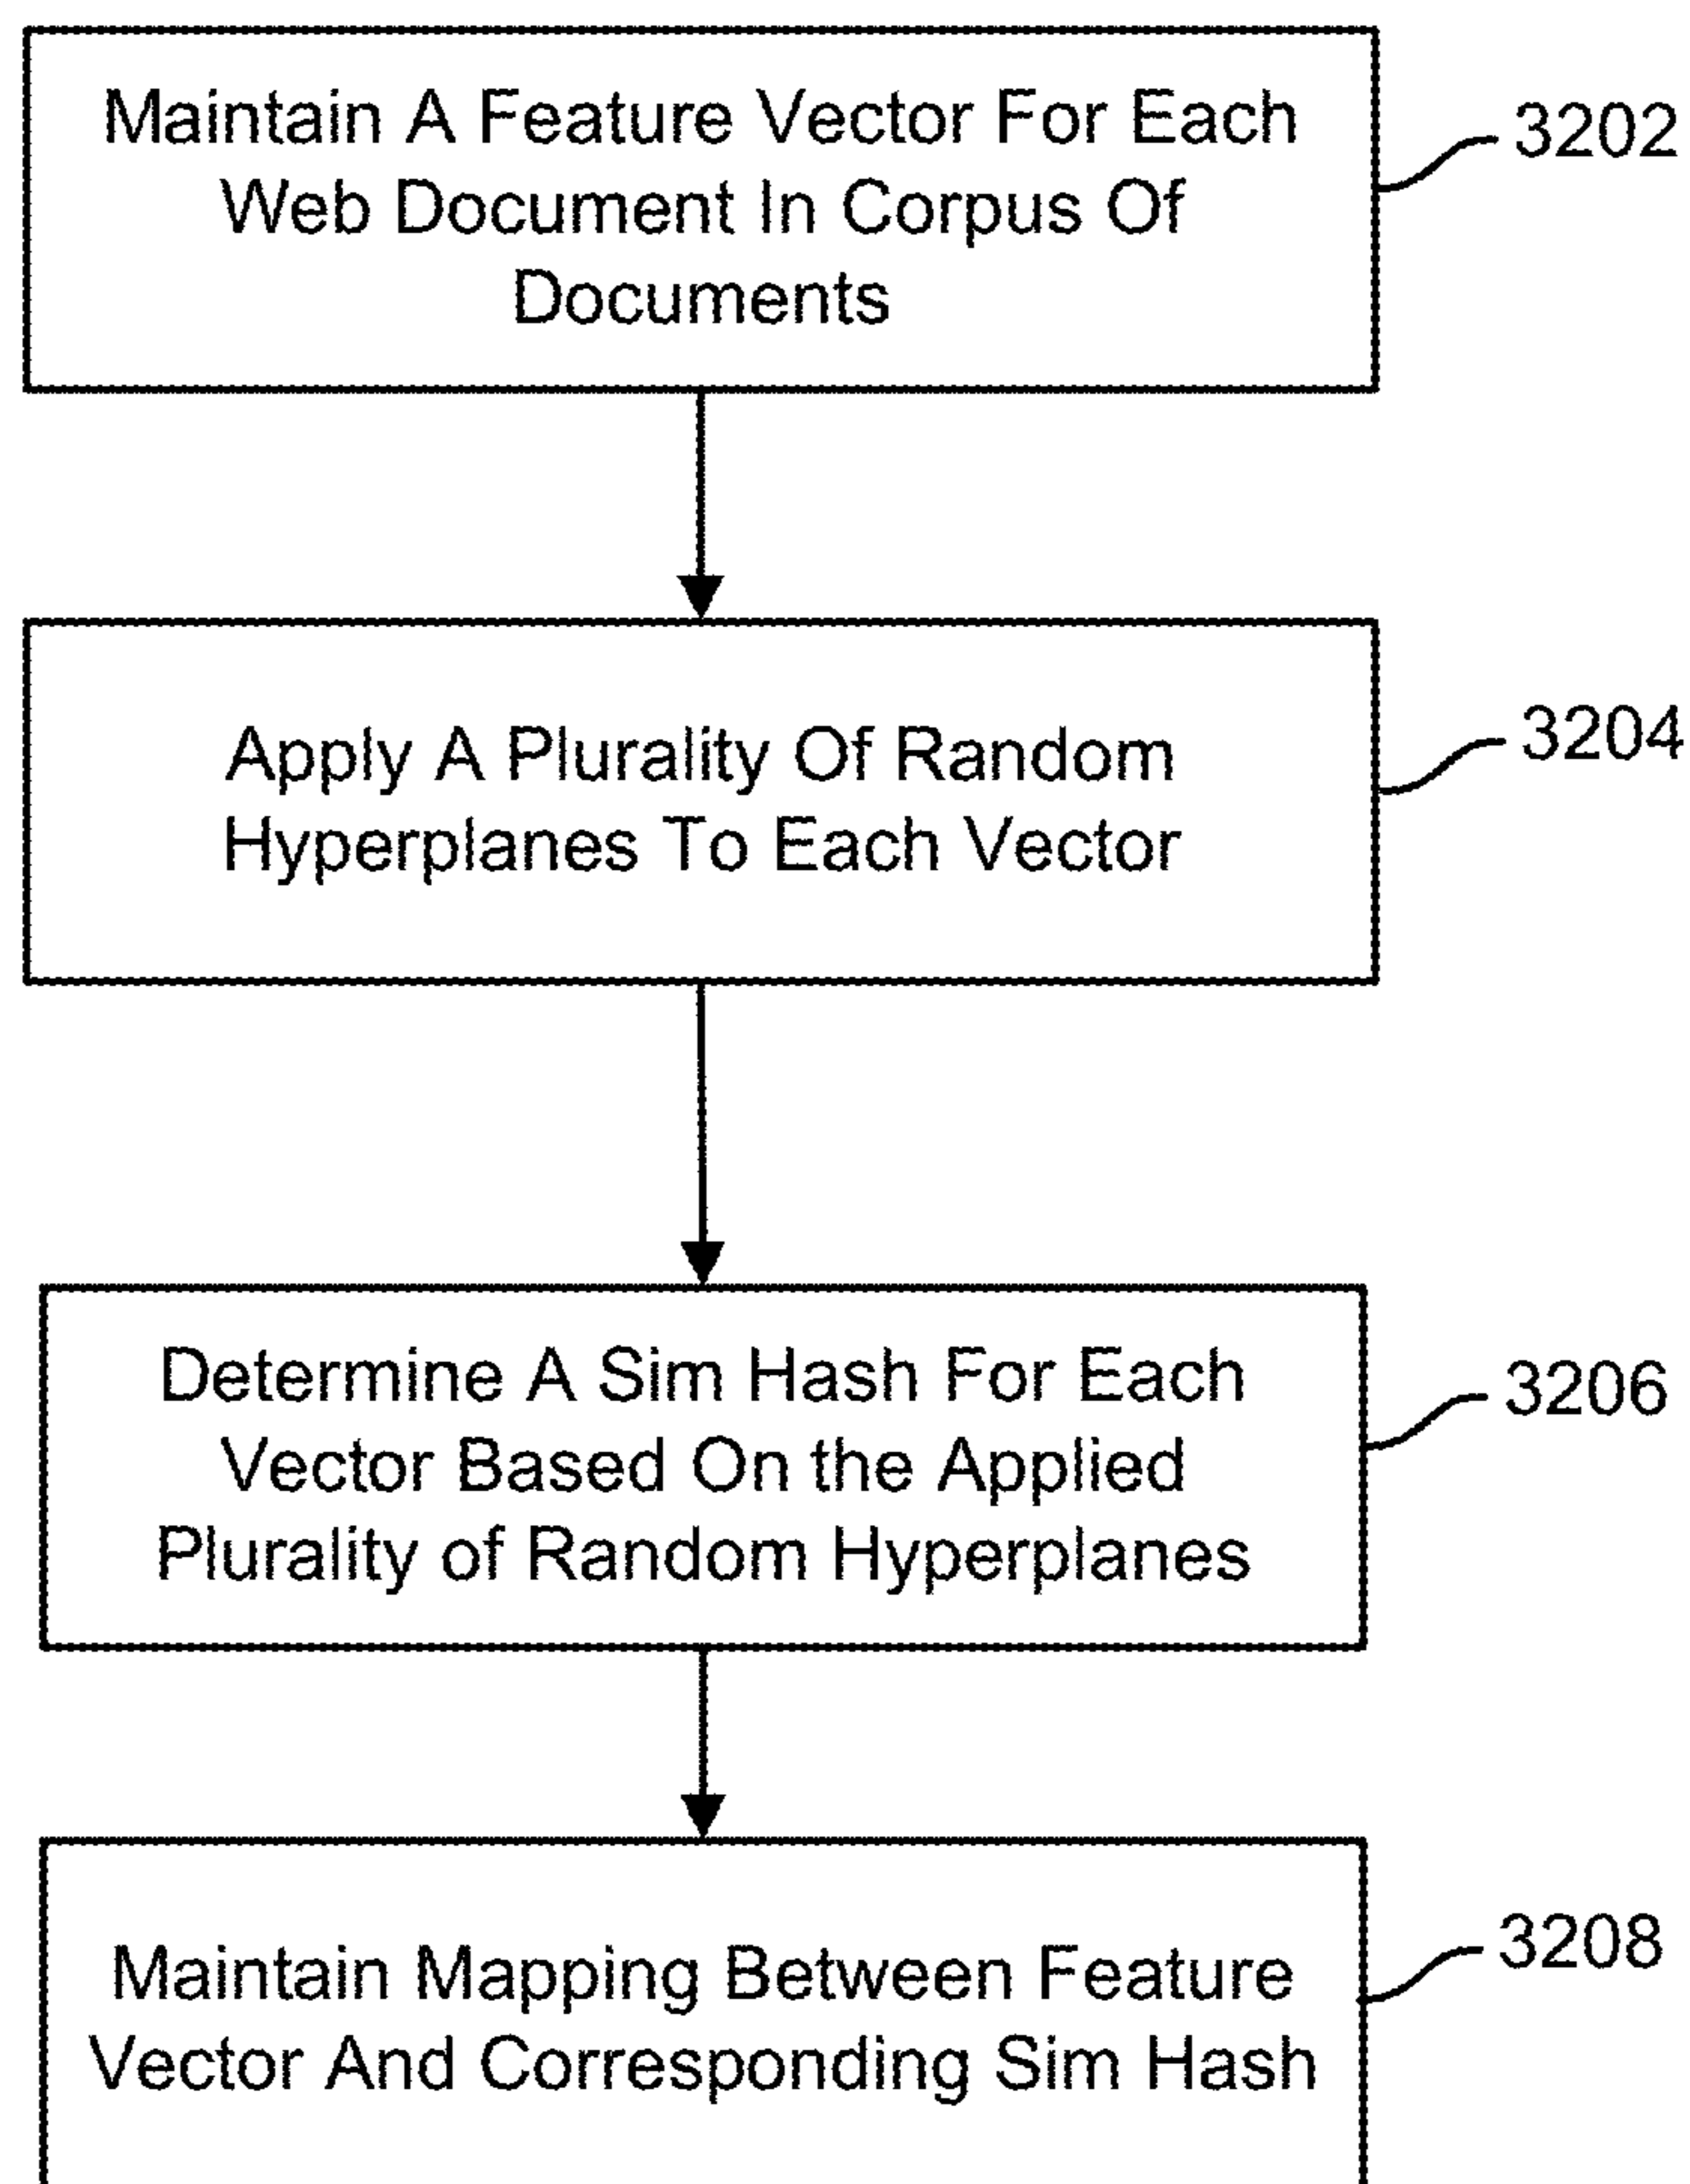 Maintain A Feature Vector For Each
Web Document In Corpus Of
Documents
3202
Apply A Plurality Of Random
Hyperplanes To Each Vector
3204
Determine A Sim Hash For Each
Vector Based On the Applied
Plurality of Random Hyperplanes
3206
Maintain Mapping Between Feature
Vector And Corresponding Sim Hash
3208